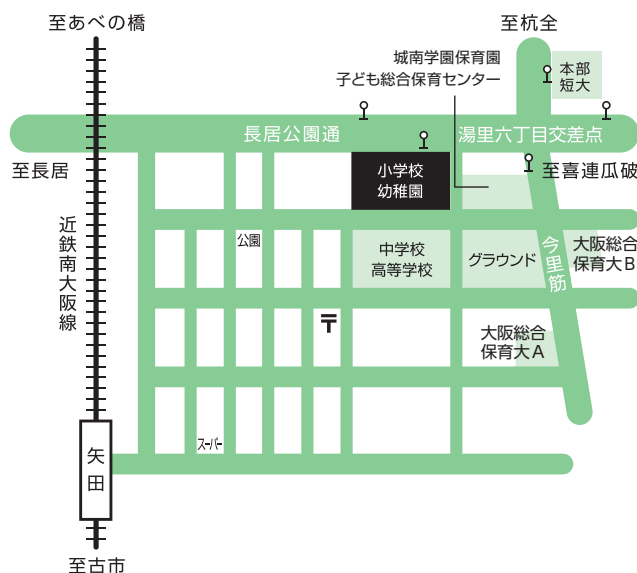 至あべの橋
至杭全
城南学園保育園
子ども総合保育センター
本部
短大
長居公園通
湯里六丁目交差点
至長居
小学校
幼稚園
至喜連瓜破
近鉄南大阪線
公園
中学校
高等学校
グラウンド
今里筋
大阪総合
保育大B
〒
大阪総合
保育大A
スーパー
矢田
至古市